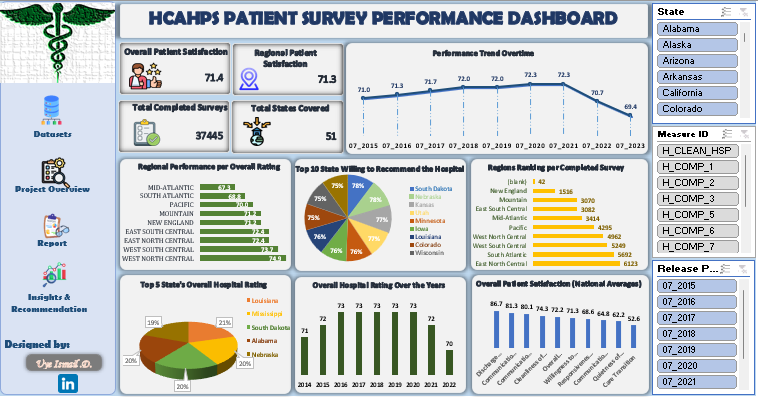 HCAHPS PATIENT SURVEY PERFORMANCE DASHBOARD
Datasets
Project Overview
Report
Insights &
Recommendation
Designed by:
Uye Ismail .O.
in
Overall Patient Satisfaction
71.4
Regional Patient
Satisfaction
71.3
Total Completed Surveys
37445
Total States Covered
51
Performance Trend Overtime
71.0
71.3
71.7
72.0
72.0
72.3
72.3
70.7
69.4
07_2015 07_2016 07_2017 07_2018 07_2019 07_2020 07_2021 07_2022 07_2023
Regional Performance per Overall Rating
MID-ATLANTIC 67.3
SOUTH ATLANTIC
PACIFIC 70.0
MOUNTAIN
NEW ENGLAND
EAST SOUTH CENTRAL 72.4
EAST NORTH CENTRAL 72.4
WEST SOUTH CENTRAL 73.7
WEST NORTH CENTRAL 74.9
Top 10 State Willing to Recommend the Hospital
78%
78%
77%
77%
76%
76%
76%
75%
75%
75%
South Dakota
Nebraska
Kansas
Minnesota
Iowa
Louisiana
Colorado
Wisconsin
Regions Ranking per Completed Survey
(blank) 42
New England 1516
Mountain 3070
East South Central 3082
Mid-Atlantic 3414
Pacific 4295
West North Central 4962
West South Central 5249
South Atlantic 5692
East North Central 6123
Top 5 State's Overall Hospital Rating
21%
20%
20%
20%
19%
Louisiana
Mississippi
South Dakota
Alabama
Nebraska
Overall Hospital Rating Over the Years
71 72 73 73 73 73 73 72 70
2014 2015 2016 2017 2018 2019 2020 2021 2022
Overall Patient Satisfaction (National Averages)
86.7 81.3 80.1 74.3 72.2 71.3 68.6 64.8 62.2 52.6
Discharge...
Communicatio...
Communicatio...
Cleanliness of...
Overall...
Willingness to...
Responsivenes...
Communicatio...
Quietness of...
Care Transition
State
Alabama
Alaska
Arizona
Arkansas
California
Colorado
Measure ID
H_CLEAN_HSP
H_COMP_1
H_COMP_2
H_COMP_3
H_COMP_5
H_COMP_6
H_COMP_7
Release P...
07_2015
07_2016
07_2017
07_2018
07_2019
07_2020
07_2021